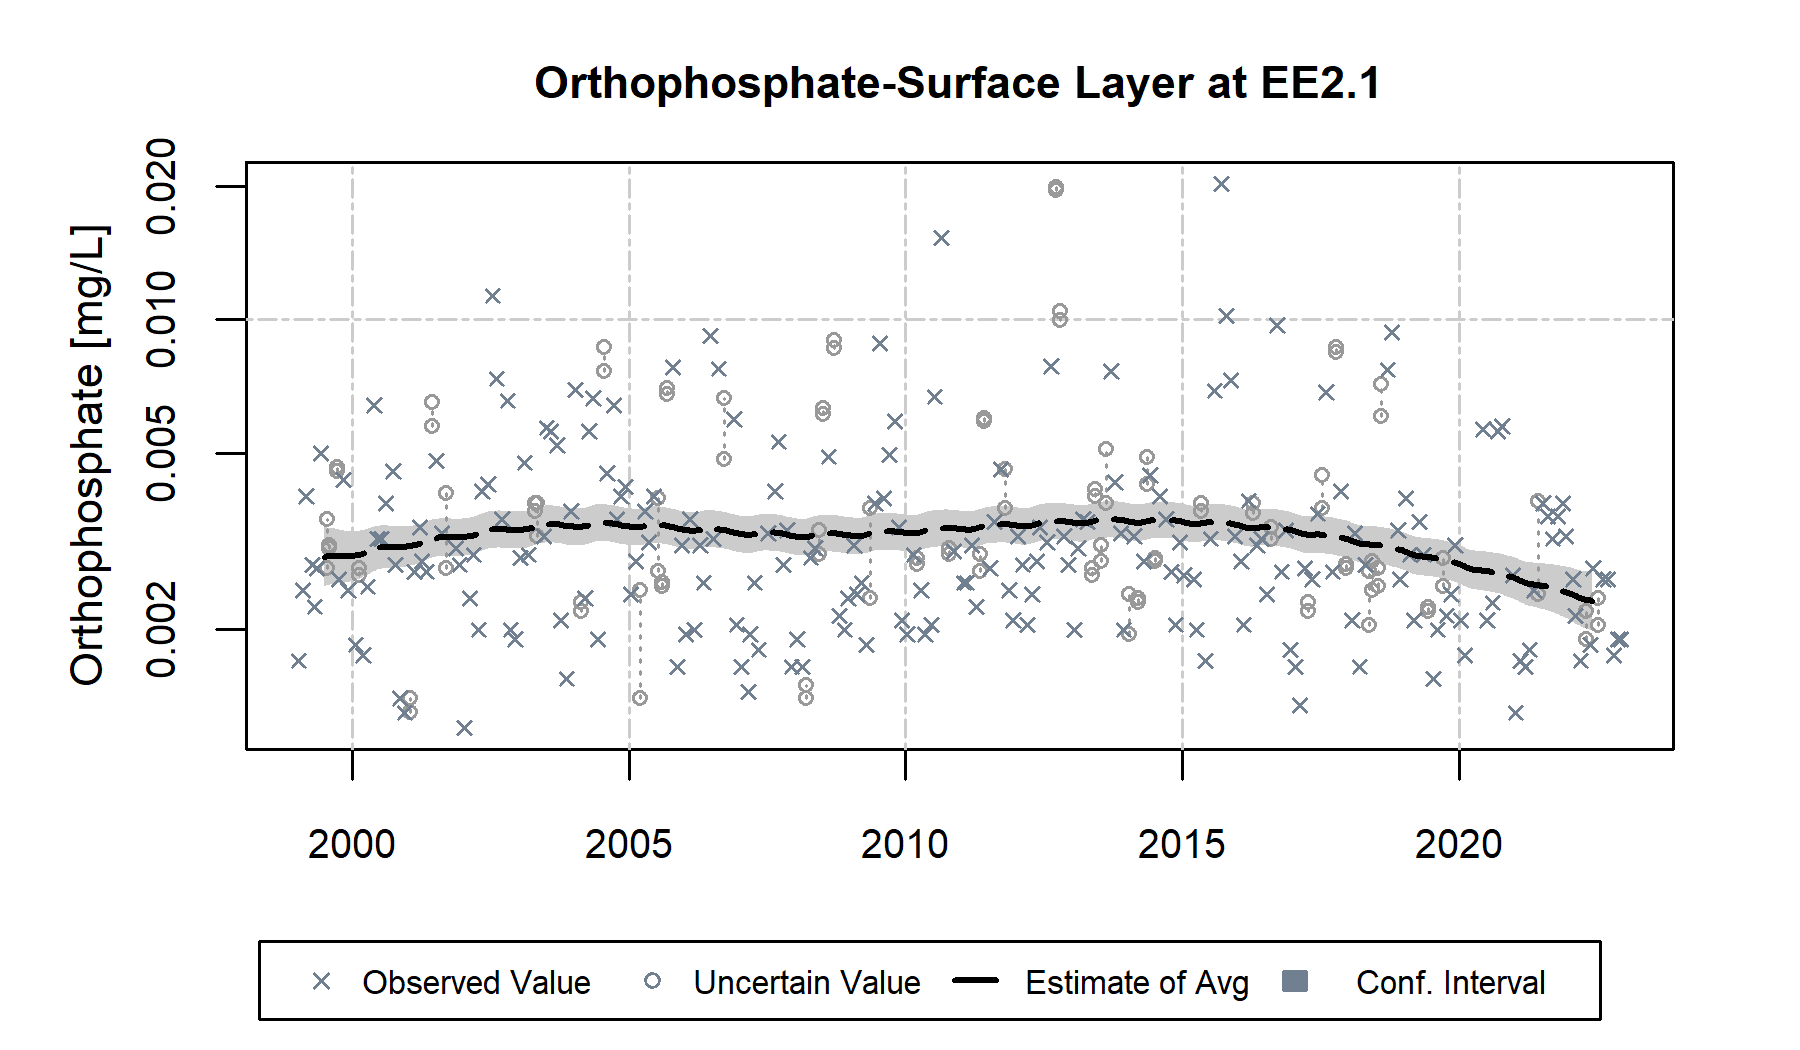 Orthophosphate-Surface Layer at EE2.1
Orthophosphate [mg/L]
0.020
0.010
0.005
0.002
2000 2005 2010 2015 2020
Observed Value Uncertain Value Estimate of Avg Conf. Interval